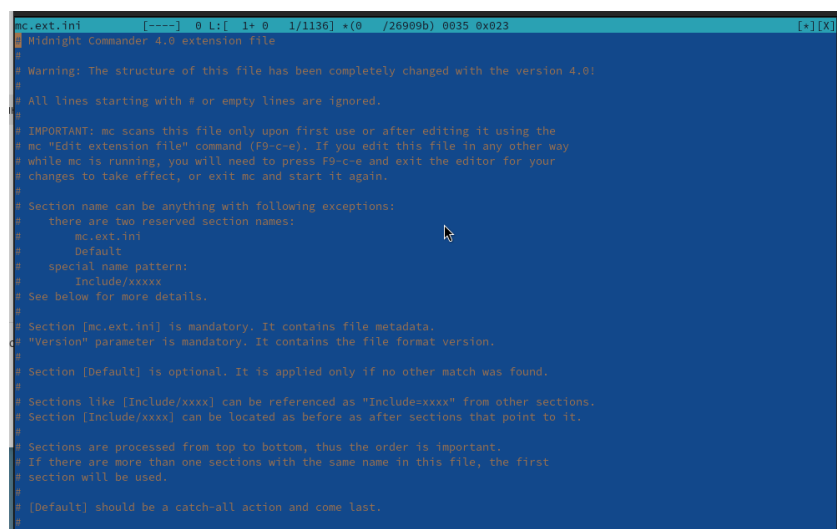 mc.ext.ini [----] 0 L:[ 1+ 0 1/1136] *(0 /26909b) 0035 0x023 [*][X]
# Midnight Commander 4.0 extension file
#
# Warning: The structure of this file has been completely changed with the version 4.0!
#
# All lines starting with # or empty lines are ignored.
#
# IMPORTANT: mc scans this file only upon first use or after editing it using the
# mc "Edit extension file" command (F9-c-e). If you edit this file in any other way
# while mc is running, you will need to press F9-c-e and exit the editor for your
# changes to take effect, or exit mc and start it again.
#
# Section name can be anything with following exceptions:
# there are two reserved section names:
# mc.ext.ini
# Default
# special name pattern:
# Include/xxxxx
# See below for more details.
#
# Section [mc.ext.ini] is mandatory. It contains file metadata.
# "Version" parameter is mandatory. It contains the file format version.
#
# Section [Default] is optional. It is applied only if no other match was found.
#
# Sections like [Include/xxxx] can be referenced as "Include=xxxx" from other sections.
# Section [Include/xxxx] can be located as before as after sections that point to it.
#
# Sections are processed from top to bottom, thus the order is important.
# If there are more than one sections with the same name in this file, the first
# section will be used.
#
# [Default] should be a catch-all action and come last.
#